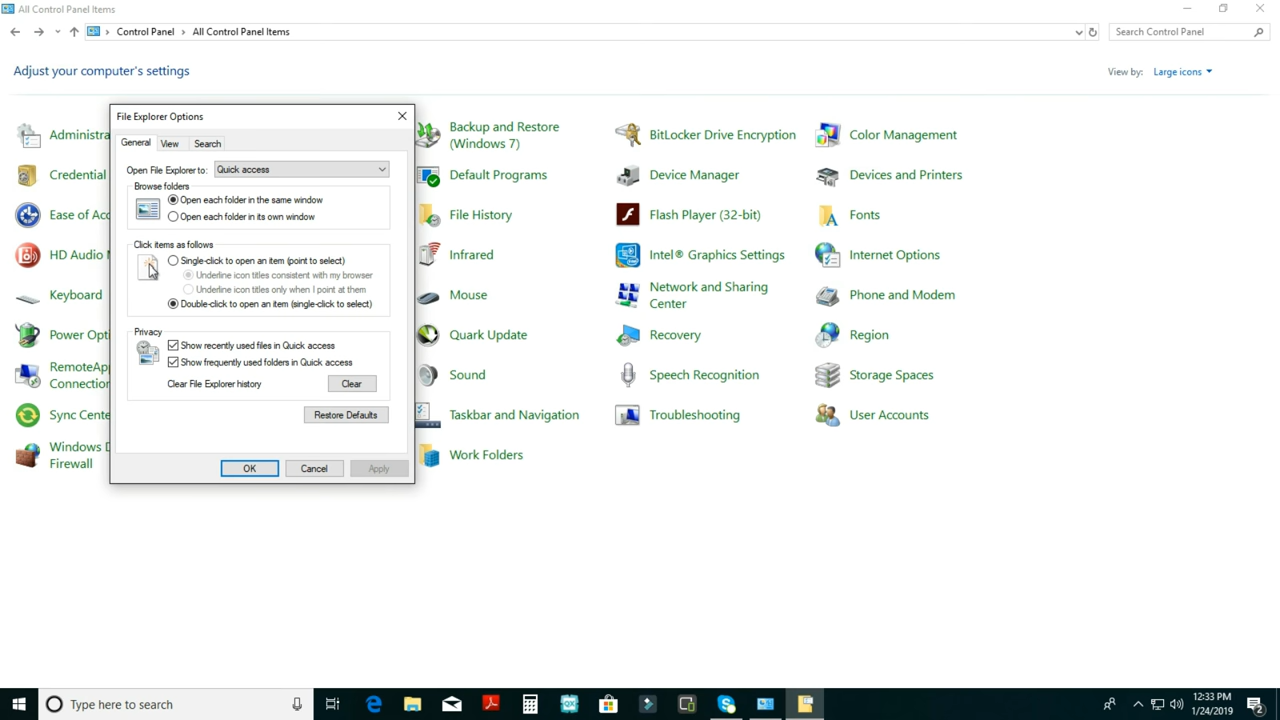 All Control Panel Items
Control Panel > All Control Panel Items
Search Control Panel
Adjust your computer's settings
View by: Large icons
File Explorer Options
General View Search
Open File Explorer to: Quick access
Browse folders
Open each folder in the same window
Open each folder in its own window
Click items as follows
Single-click to open an item (point to select)
Underline icon titles consistent with my browser
Underline icon titles only when I point at them
Double-click to open an item (single-click to select)
Privacy
Show recently used files in Quick access
Show frequently used folders in Quick access
Clear File Explorer history Clear
Restore Defaults
OK Cancel Apply
Administra
Credential
Ease of Acc
HD Audio
Keyboard
Power Opti
RemoteApp
Connection
Sync Cente
Windows D
Firewall
Backup and Restore
(Windows 7)
Default Programs
File History
Infrared
Mouse
Quark Update
Sound
Taskbar and Navigation
Work Folders
BitLocker Drive Encryption
Device Manager
Flash Player (32-bit)
Intel® Graphics Settings
Network and Sharing
Center
Recovery
Speech Recognition
Troubleshooting
Color Management
Devices and Printers
Fonts
Internet Options
Phone and Modem
Region
Storage Spaces
User Accounts
Type here to search
12:33 PM
1/24/2019
2